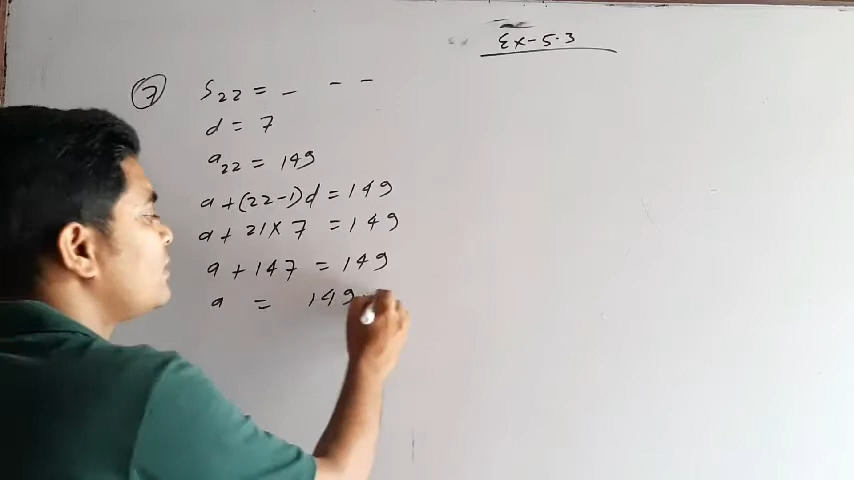 Ex-5.3
7 S22 = - - -
d = 7
a22 = 149
a+(22-1)d = 149
a + 21×7 = 149
a + 147 = 149
a = 149